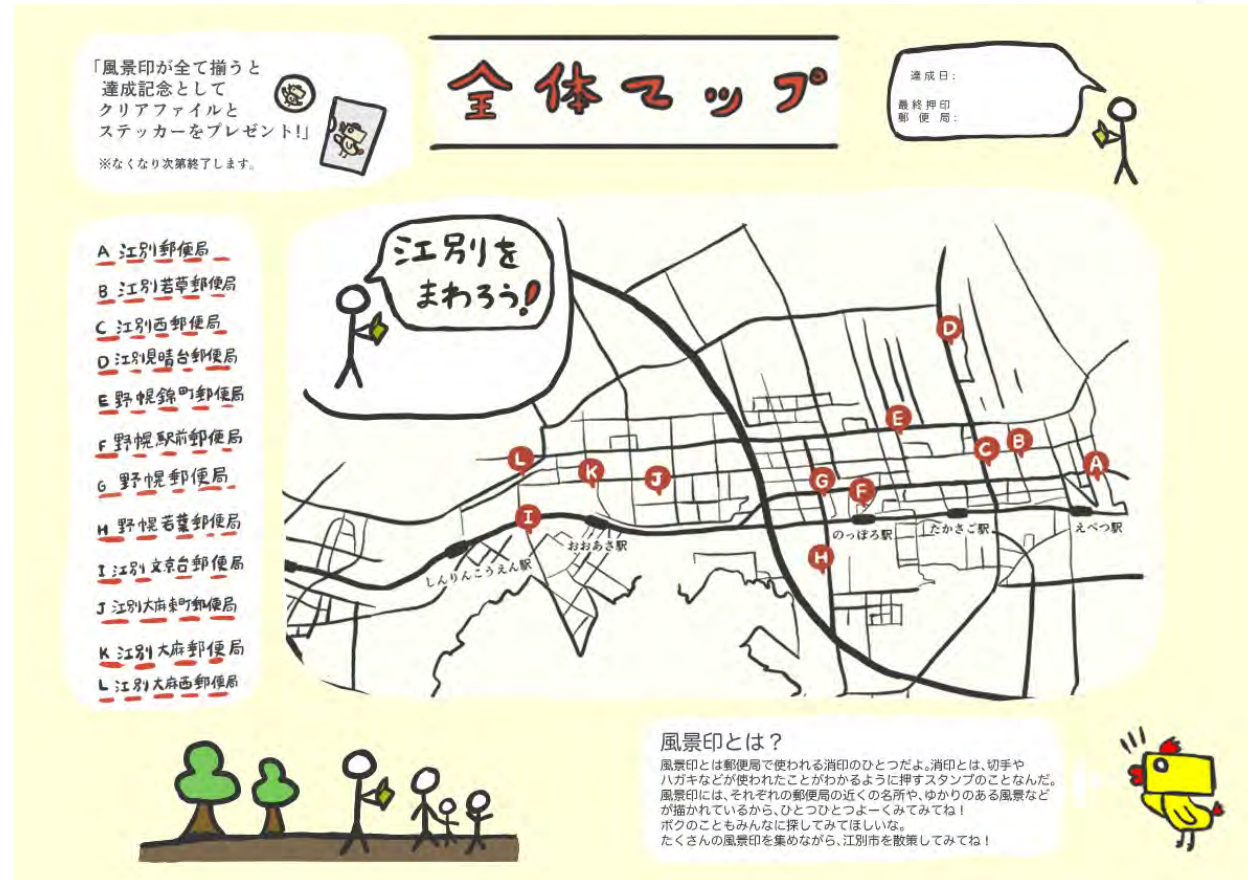 「風景印が全て揃うと
達成記念として
クリアファイルと
ステッカーをプレゼント!」
※なくなり次第終了します。
全体マップ
達成日:
最終押印
郵便局:
A 江別郵便局
B 江別若草郵便局
C 江別西郵便局
D 江別見晴台郵便局
E 野幌錦町郵便局
F 野幌駅前郵便局
G 野幌郵便局
H 野幌若葉郵便局
I 江別文京台郵便局
J 江別大麻東町郵便局
K 江別大麻郵便局
L 江別大麻西郵便局
江別を
まわろう!
D
E
B
C
A
L
K
J
G
F
I
H
のっぽろ駅
たかさご駅
えべつ駅
おおあさ駅
しんりんこうえん駅
風景印とは?
風景印とは郵便局で使われる消印のひとつだよ。消印とは、切手や
ハガキなどが使われたことがわかるように押すスタンプのことなんだ。
風景印には、それぞれの郵便局の近くの名所や、ゆかりのある風景など
が描かれているから、ひとつひとつよーくみてみてね!
ボクのこともみんなに探してみてほしいな。
たくさんの風景印を集めながら、江別市を散策してみてね!